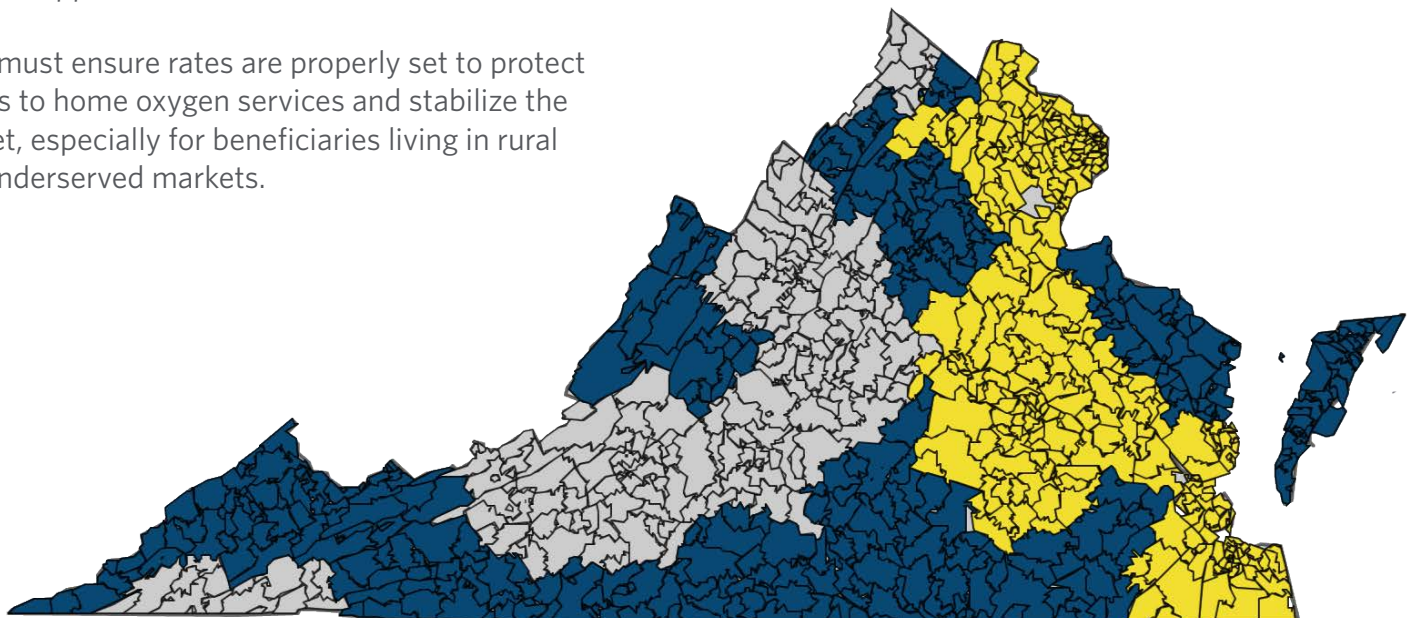 must ensure rates are properly set to protect
s to home oxygen services and stabilize the
et, especially for beneficiaries living in rural
nderserved markets.